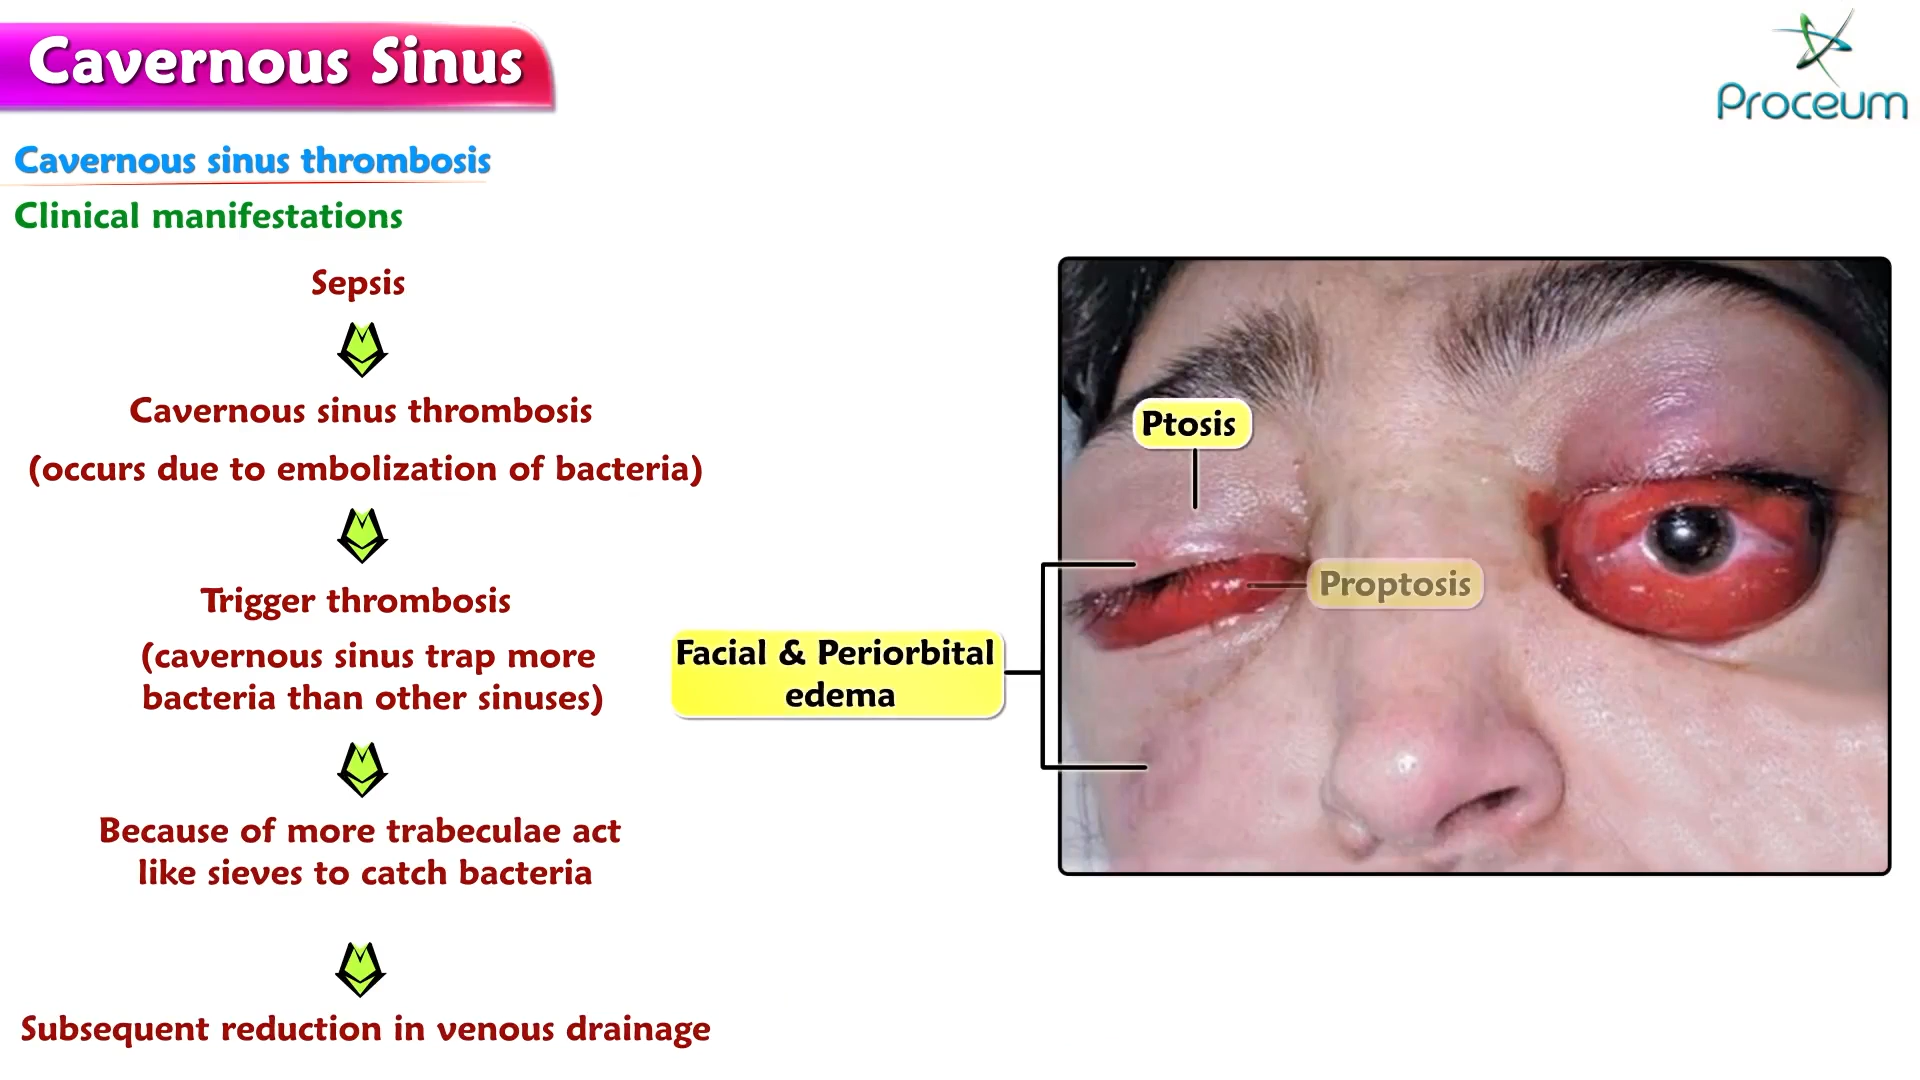 Cavernous Sinus
Proceum
Cavernous sinus thrombosis
Clinical manifestations
Sepsis
Cavernous sinus thrombosis
(occurs due to embolization of bacteria)
Trigger thrombosis
(cavernous sinus trap more
bacteria than other sinuses)
Because of more trabeculae act
like sieves to catch bacteria
Subsequent reduction in venous drainage
Ptosis
Proptosis
Facial & Periorbital
edema